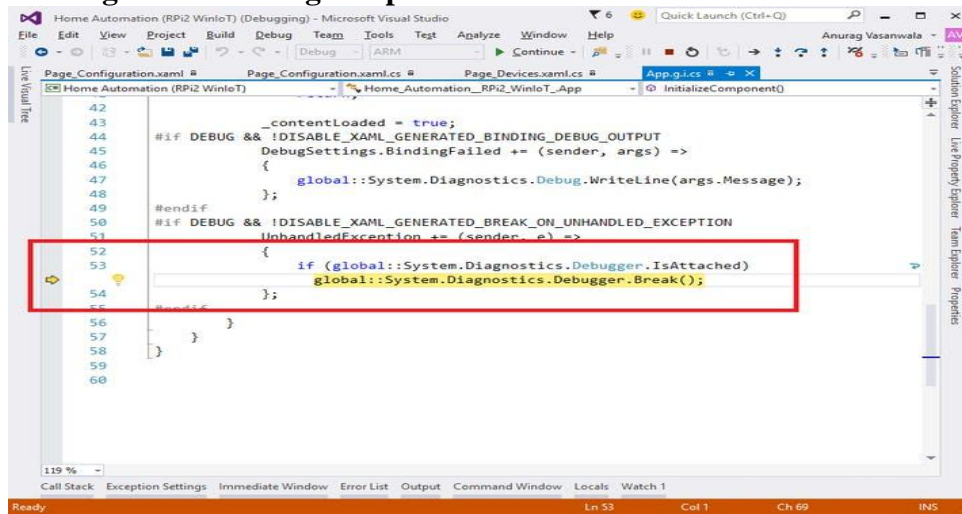 Home Automation (RPi2 WinIoT) (Debugging) - Microsoft Visual Studio
6
Quick Launch (Ctrl+Q)
File Edit View Project Build Debug Team Tools Test Analyze Window Help
Anurag Vasanwala
AV
Debug ARM Continue
Page_Configuration.xaml Page_Configuration.xaml.cs Page_Devices.xaml.cs App.g.i.cs
Home Automation (RPi2 WinIoT) Home_Automation__RPi2_WinIoT_.App InitializeComponent()
42
43 _contentLoaded = true;
44 #if DEBUG && !DISABLE_XAML_GENERATED_BINDING_DEBUG_OUTPUT
45 DebugSettings.BindingFailed += (sender, args) =>
46 {
47 global::System.Diagnostics.Debug.WriteLine(args.Message);
48 };
49 #endif
50 #if DEBUG && !DISABLE_XAML_GENERATED_BREAK_ON_UNHANDLED_EXCEPTION
51 UnhandledException += (sender, e) =>
52 {
53 if (global::System.Diagnostics.Debugger.IsAttached)
global::System.Diagnostics.Debugger.Break();
54 };
55 #endif
56 }
57 }
58 }
59
60
119 %
Call Stack Exception Settings Immediate Window Error List Output Command Window Locals Watch 1
Ready Ln 53 Col 1 Ch 69 INS
Live Visual Tree
Solution Explorer
Live Property Explorer
Team Explorer
Properties